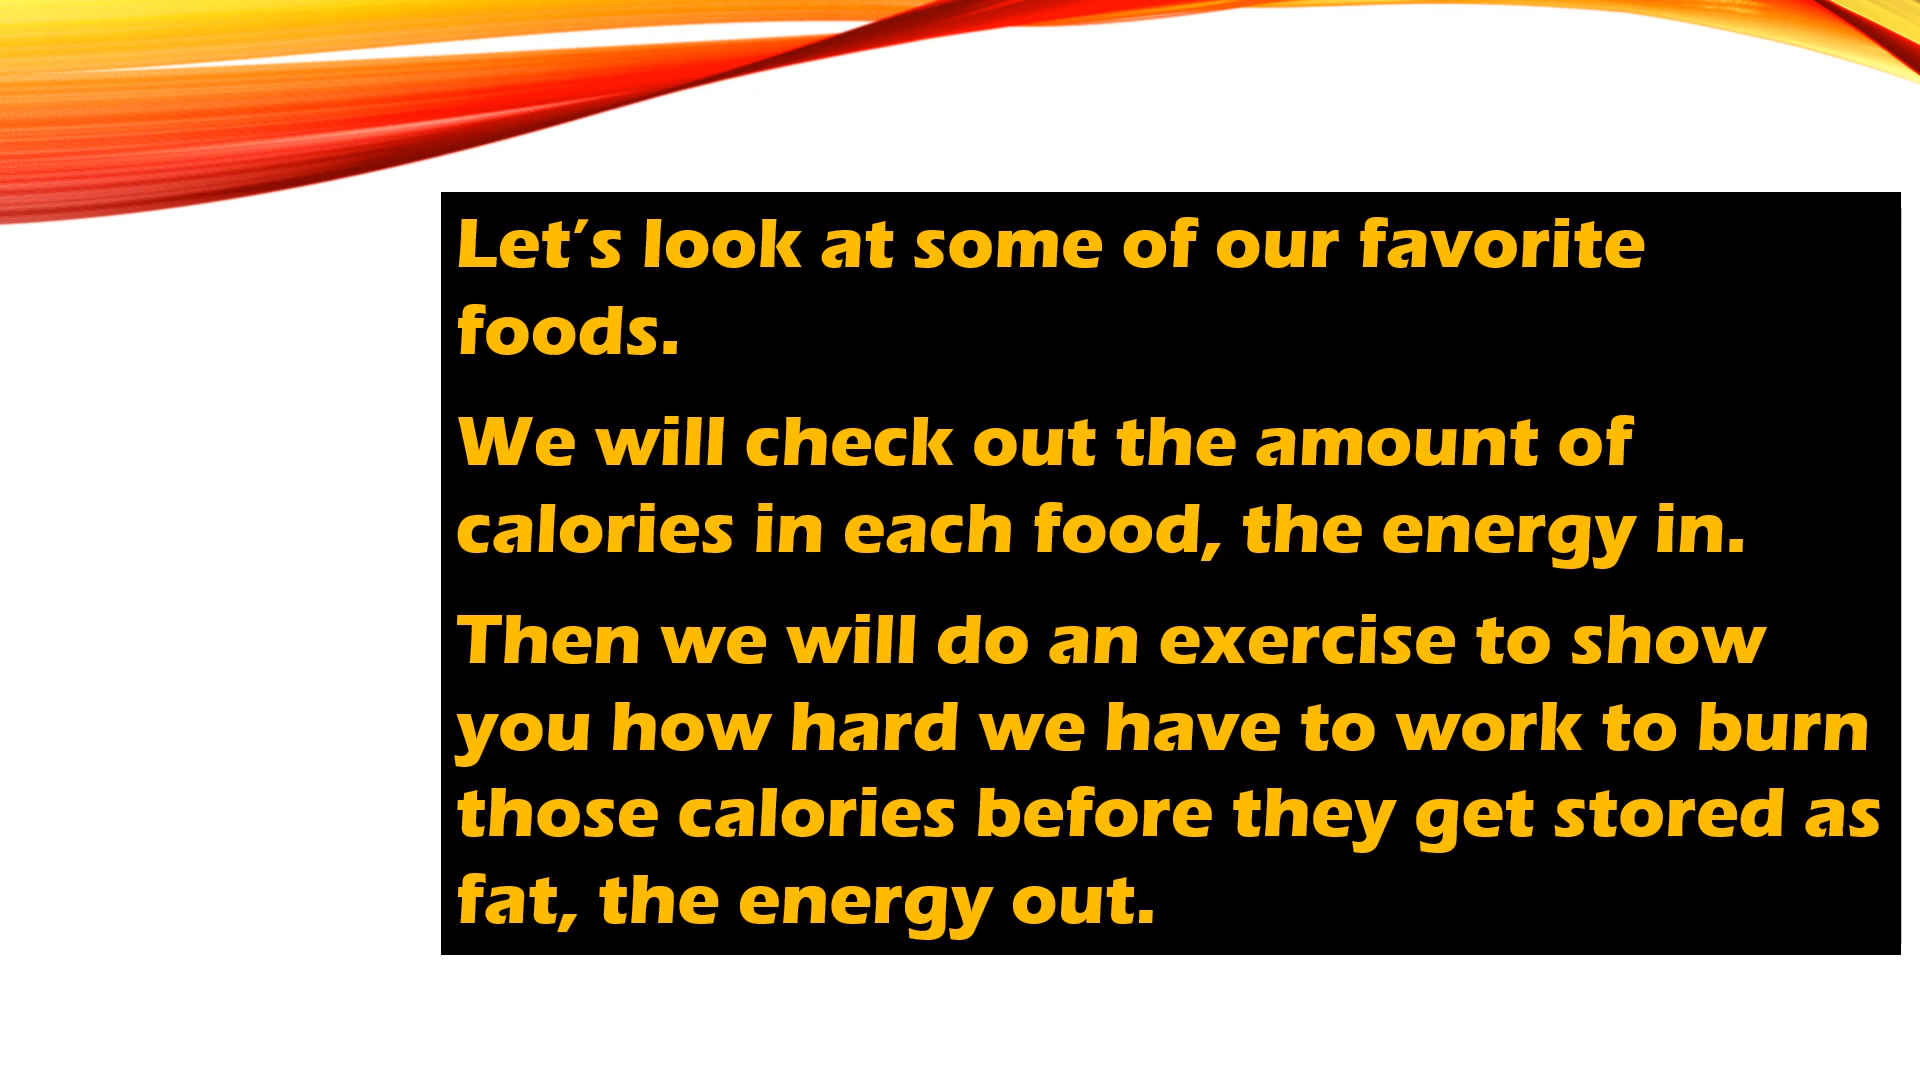 Let’s look at some of our favorite
foods.
We will check out the amount of
calories in each food, the energy in.
Then we will do an exercise to show
you how hard we have to work to burn
those calories before they get stored as
fat, the energy out.